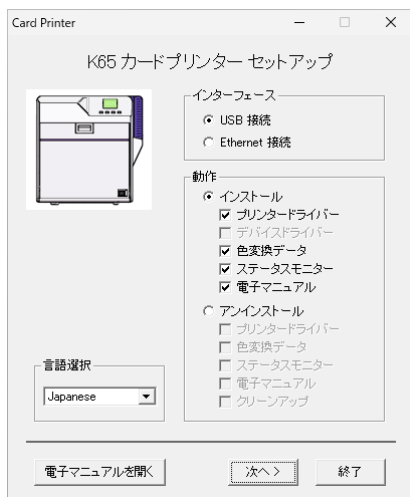 Card Printer
K65 カードプリンター セットアップ
インターフェース
USB 接続
Ethernet 接続
動作
インストール
プリンタードライバー
デバイスドライバー
色変換データ
ステータスモニター
電子マニュアル
アンインストール
プリンタードライバー
色変換データ
ステータスモニター
電子マニュアル
クリーンアップ
言語選択
Japanese
電子マニュアルを開く
次へ >
終了